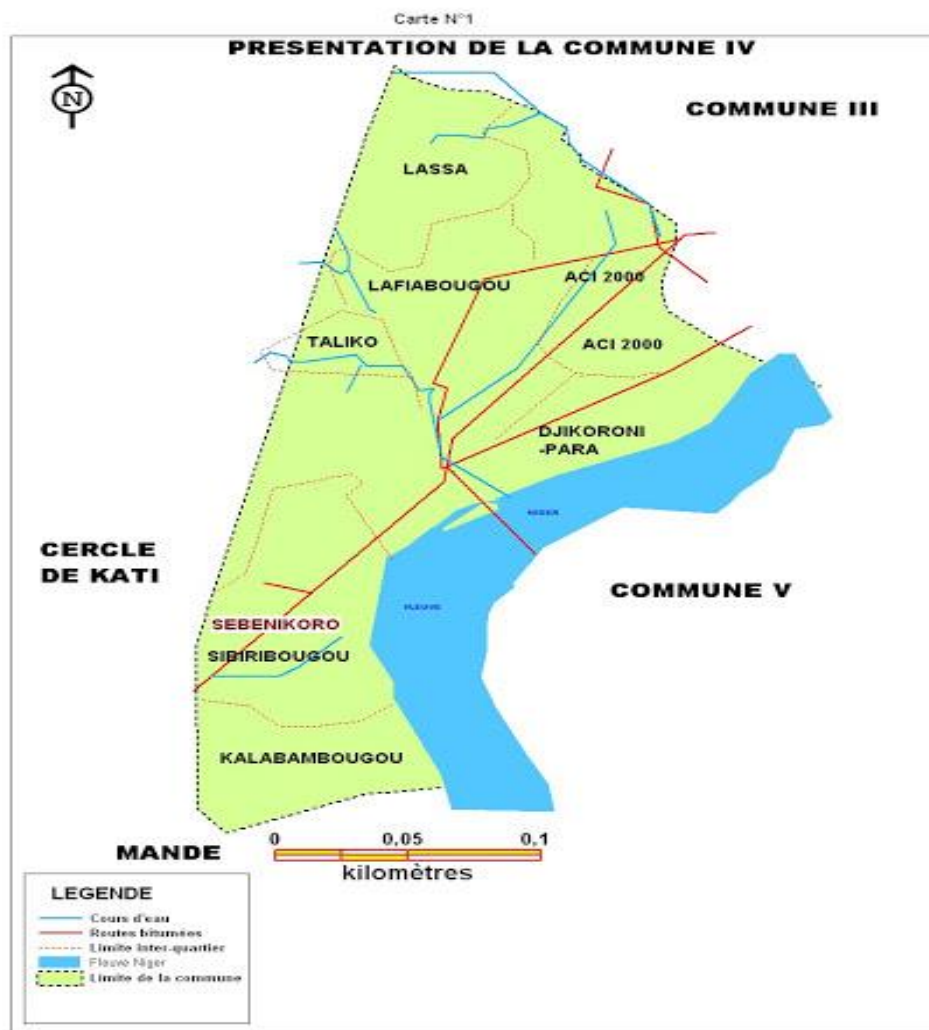 Carte N°1
PRESENTATION DE LA COMMUNE IV
N
COMMUNE III
LASSA
LAFIABOUGOU
ACI 2000
TALIKO
ACI 2000
DJIKORONI
-PARA
NIGER
CERCLE
DE KATI
COMMUNE V
FLEUVE
SEBENIKORO
SIBIRIBOUGOU
KALABAMBOUGOU
MANDE
0 0,05 0,1
kilomètres
LEGENDE
Cours d'eau
Routes bitumées
Limite inter-quartier
Fleuve Niger
Limite de la commune